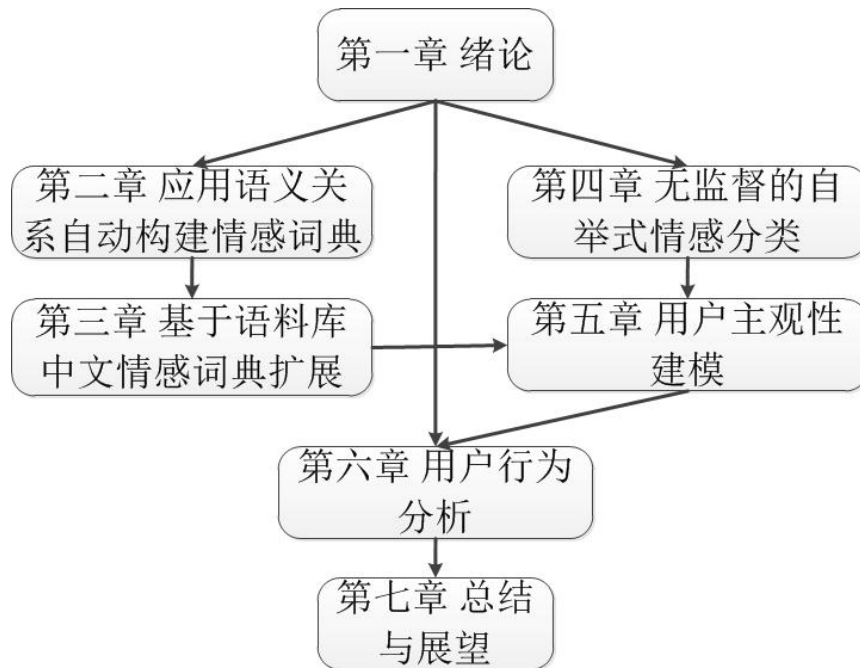 第一章 绪论
第二章 应用语义关
系自动构建情感词典
第四章 无监督的自
举式情感分类
第三章 基于语料库
中文情感词典扩展
第五章 用户主观性
建模
第六章 用户行为
分析
第七章 总结
与展望